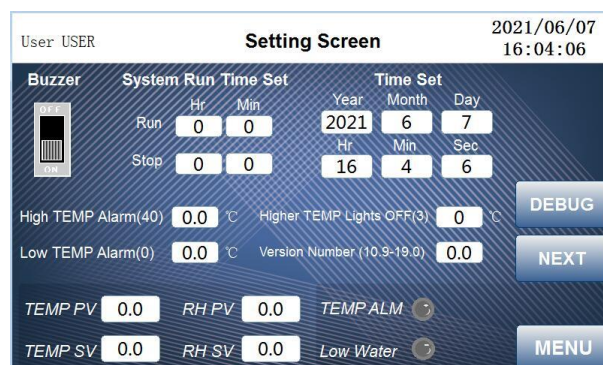 User USER
Setting Screen
2021/06/07
16:04:06
Buzzer
System Run Time Set
Time Set
OFF
ON
Hr Min
Run 0 0
Stop 0 0
Year Month Day
2021 6 7
Hr Min Sec
16 4 6
High TEMP Alarm(40) 0.0 ℃ Higher TEMP Lights OFF(3) 0 ℃
DEBUG
Low TEMP Alarm(0) 0.0 ℃ Version Number (10.9-19.0) 0.0
NEXT
TEMP PV 0.0 RH PV 0.0 TEMP ALM
TEMP SV 0.0 RH SV 0.0 Low Water
MENU